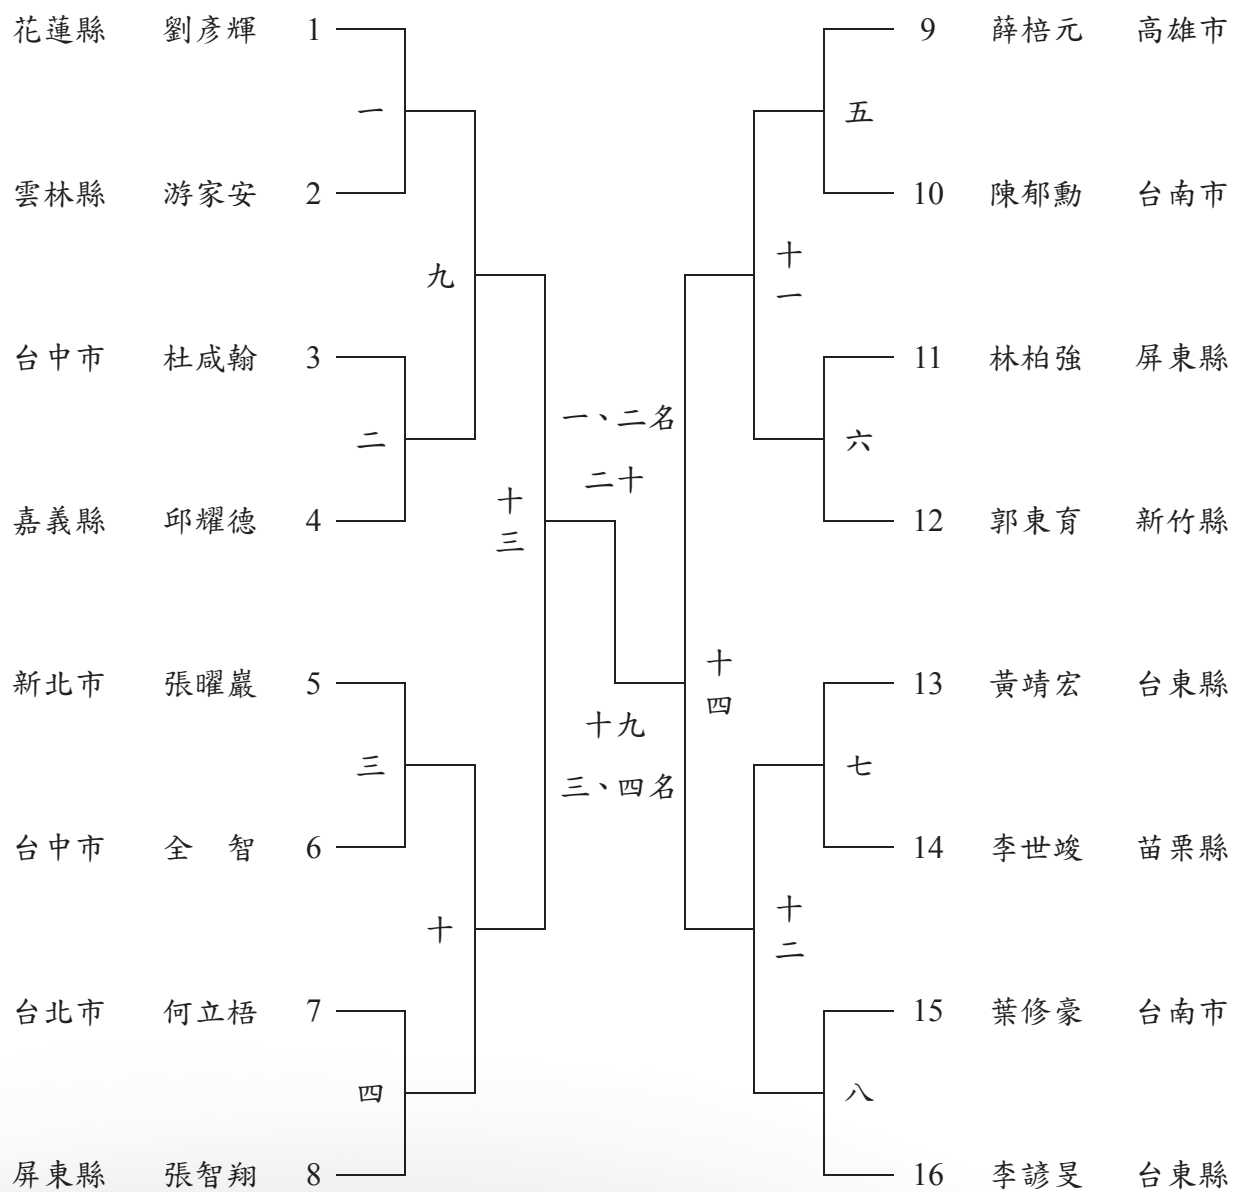 花蓮縣 劉彥輝 1
一
雲林縣 游家安 2
九
台中市 杜咸翰 3
二
嘉義縣 邱耀德 4
十三
新北市 張曜巖 5
三
台中市 全 智 6
十
台北市 何立梧 7
四
屏東縣 張智翔 8
一、二名
二十
十九
三、四名
9 薛棓元 高雄市
五
10 陳郁勳 台南市
十一
11 林柏強 屏東縣
六
12 郭東育 新竹縣
十四
13 黃靖宏 台東縣
七
14 李世竣 苗栗縣
十二
15 葉修豪 台南市
八
16 李諺旻 台東縣